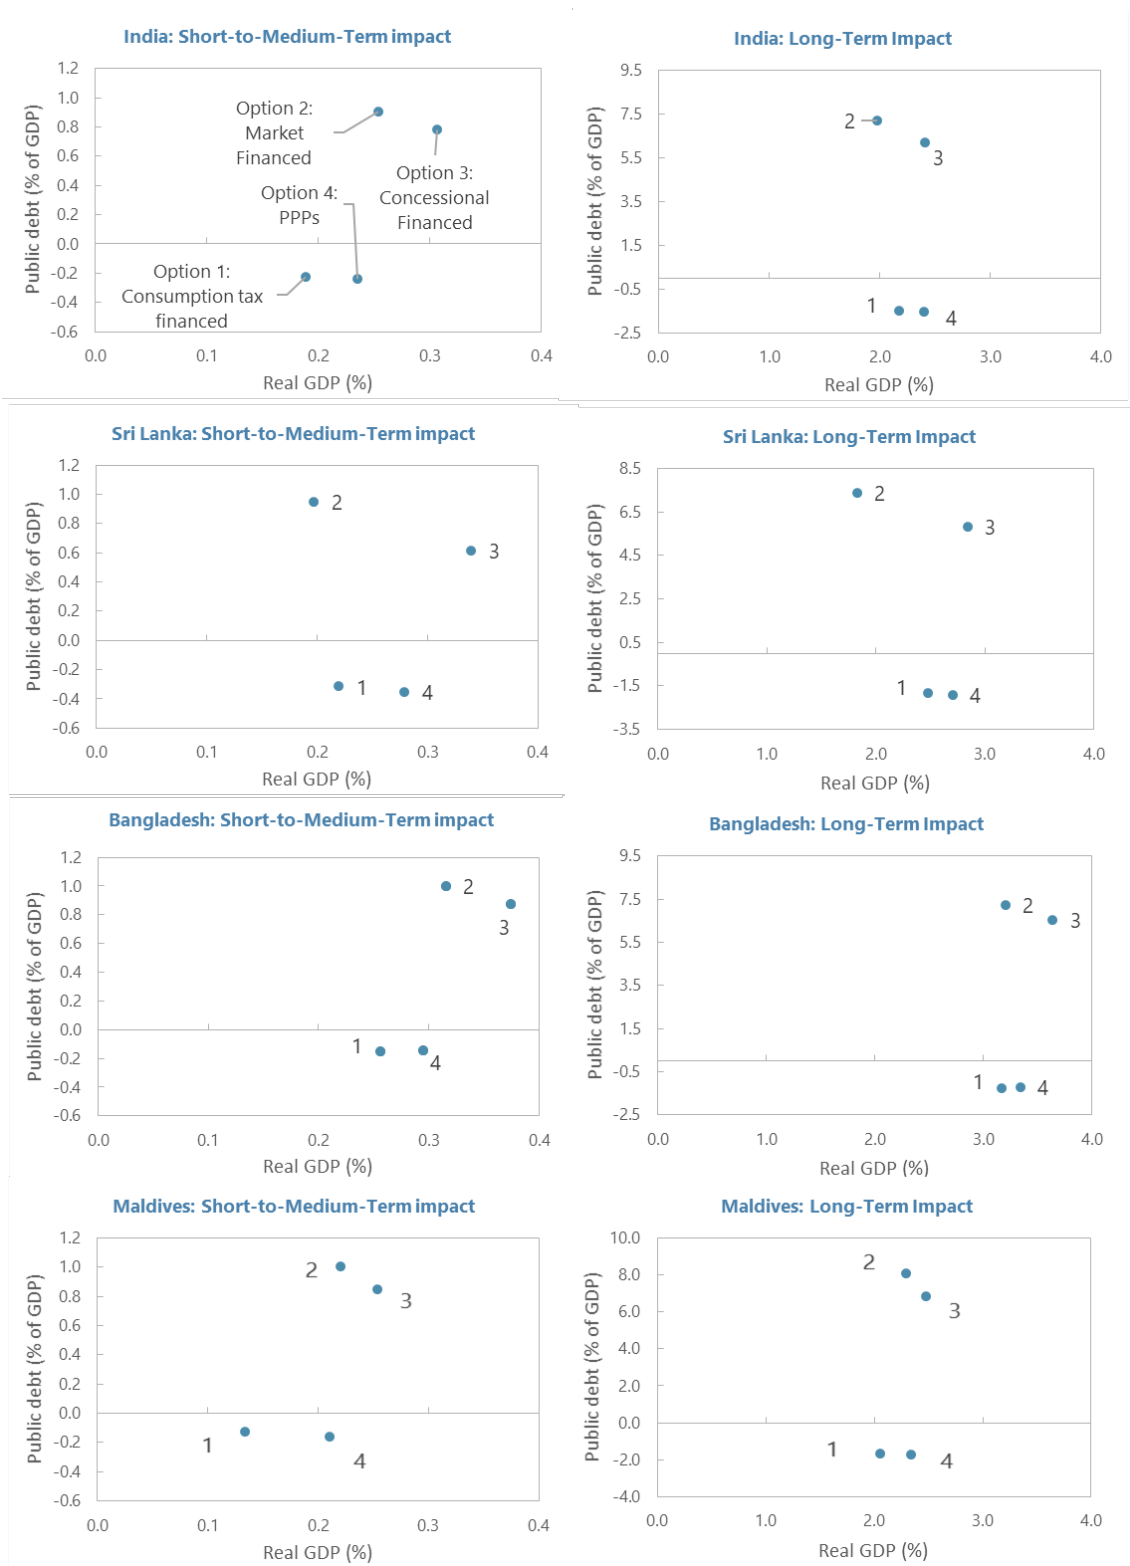 India: Short-to-Medium-Term impact
Public debt (% of GDP)
1.2
1.0
0.8
0.6
0.4
0.2
0.0
-0.2
-0.4
-0.6
Option 2:
Market
Financed
Option 3:
Concessional
Financed
Option 4:
PPPs
Option 1:
Consumption tax
financed
0.0 0.1 0.2 0.3 0.4
Real GDP (%)
India: Long-Term Impact
Public debt (% of GDP)
9.5
7.5
5.5
3.5
1.5
-0.5
-2.5
2
3
1
4
0.0 1.0 2.0 3.0 4.0
Real GDP (%)
Sri Lanka: Short-to-Medium-Term impact
Public debt (% of GDP)
1.2
1.0
0.8
0.6
0.4
0.2
0.0
-0.2
-0.4
-0.6
2
3
1
4
0.0 0.1 0.2 0.3 0.4
Real GDP (%)
Sri Lanka: Long-Term Impact
Public debt (% of GDP)
8.5
6.5
4.5
2.5
0.5
-1.5
-3.5
2
3
1
4
0.0 1.0 2.0 3.0 4.0
Real GDP (%)
Bangladesh: Short-to-Medium-Term impact
Public debt (% of GDP)
1.2
1.0
0.8
0.6
0.4
0.2
0.0
-0.2
-0.4
-0.6
2
3
1
4
0.0 0.1 0.2 0.3 0.4
Real GDP (%)
Bangladesh: Long-Term Impact
Public debt (% of GDP)
9.5
7.5
5.5
3.5
1.5
-0.5
-2.5
2
3
1
4
0.0 1.0 2.0 3.0 4.0
Real GDP (%)
Maldives: Short-to-Medium-Term impact
Public debt (% of GDP)
1.2
1.0
0.8
0.6
0.4
0.2
0.0
-0.2
-0.4
-0.6
2
3
1
4
0.0 0.1 0.2 0.3 0.4
Real GDP (%)
Maldives: Long-Term Impact
Public debt (% of GDP)
10.0
8.0
6.0
4.0
2.0
0.0
-2.0
-4.0
2
3
1
4
0.0 1.0 2.0 3.0 4.0
Real GDP (%)